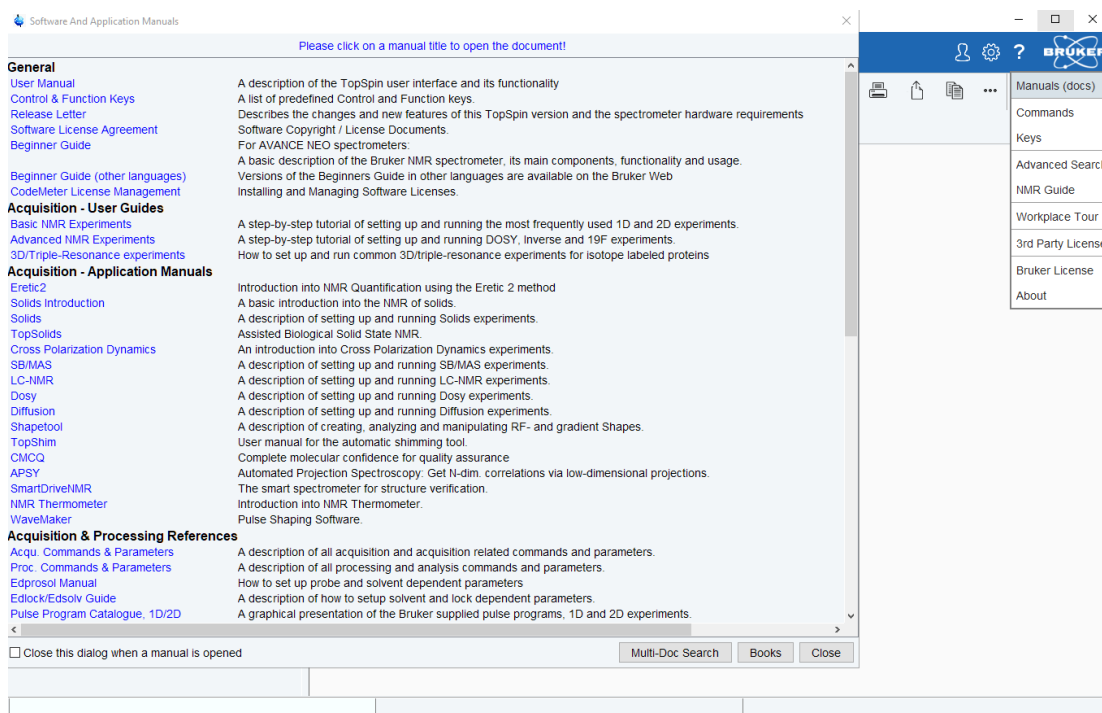 Software And Application Manuals
Please click on a manual title to open the document!
General
User Manual A description of the TopSpin user interface and its functionality
Control & Function Keys A list of predefined Control and Function keys.
Release Letter Describes the changes and new features of this TopSpin version and the spectrometer hardware requirements
Software License Agreement Software Copyright / License Documents.
Beginner Guide For AVANCE NEO spectrometers:
A basic description of the Bruker NMR spectrometer, its main components, functionality and usage.
Beginner Guide (other languages) Versions of the Beginners Guide in other languages are available on the Bruker Web
CodeMeter License Management Installing and Managing Software Licenses.
Acquisition - User Guides
Basic NMR Experiments A step-by-step tutorial of setting up and running the most frequently used 1D and 2D experiments.
Advanced NMR Experiments A step-by-step tutorial of setting up and running DOSY, Inverse and 19F experiments.
3D/Triple-Resonance experiments How to set up and run common 3D/triple-resonance experiments for isotope labeled proteins
Acquisition - Application Manuals
Eretic2 Introduction into NMR Quantification using the Eretic 2 method
Solids Introduction A basic introduction into the NMR of solids.
Solids A description of setting up and running Solids experiments.
TopSolids Assisted Biological Solid State NMR.
Cross Polarization Dynamics An introduction into Cross Polarization Dynamics experiments.
SB/MAS A description of setting up and running SB/MAS experiments.
LC-NMR A description of setting up and running LC-NMR experiments.
Dosy A description of setting up and running Dosy experiments.
Diffusion A description of setting up and running Diffusion experiments.
Shapetool A description of creating, analyzing and manipulating RF- and gradient Shapes.
TopShim User manual for the automatic shimming tool.
CMCQ Complete molecular confidence for quality assurance
APSY Automated Projection Spectroscopy: Get N-dim. correlations via low-dimensional projections.
SmartDriveNMR The smart spectrometer for structure verification.
NMR Thermometer Introduction into NMR Thermometer.
WaveMaker Pulse Shaping Software.
Acquisition & Processing References
Acqu. Commands & Parameters A description of all acquisition and acquisition related commands and parameters.
Proc. Commands & Parameters A description of all processing and analysis commands and parameters.
Edprosol Manual How to set up probe and solvent dependent parameters
Edlock/Edsolv Guide A description of how to setup solvent and lock dependent parameters.
Pulse Program Catalogue, 1D/2D A graphical presentation of the Bruker supplied pulse programs, 1D and 2D experiments.
Close this dialog when a manual is opened
Multi-Doc Search Books Close
? BRUKER
Manuals (docs)
Commands
Keys
Advanced Search
NMR Guide
Workplace Tour
3rd Party License
Bruker License
About